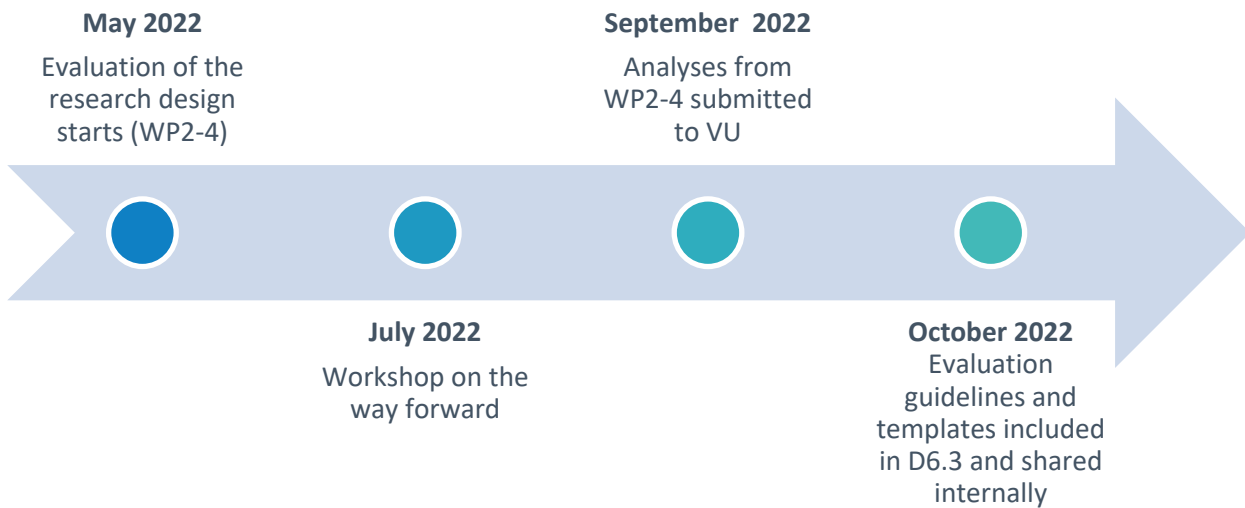 May 2022
Evaluation of the
research design
starts (WP2-4)
July 2022
Workshop on the
way forward
September 2022
Analyses from
WP2-4 submitted
to VU
October 2022
Evaluation
guidelines and
templates included
in D6.3 and shared
internally